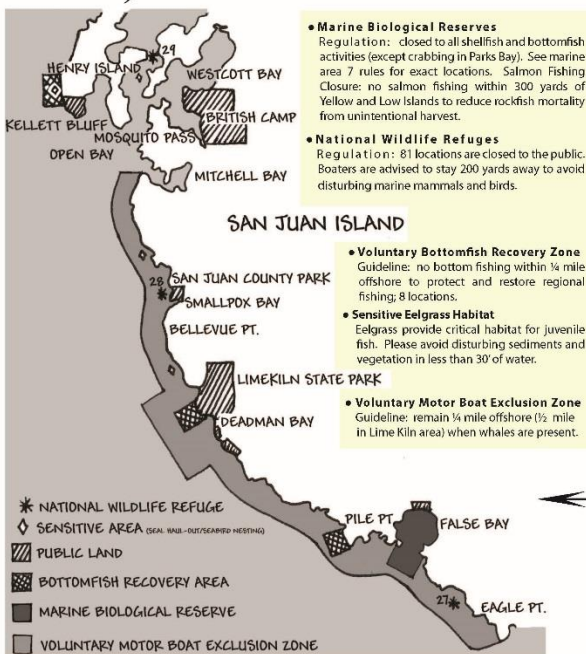 • Marine Biological Reserves
Regulation: closed to all shellfish and bottomfish
activities (except crabbing in Parks Bay). See marine
area 7 rules for exact locations. Salmon Fishing
Closure: no salmon fishing within 300 yards of
Yellow and Low Islands to reduce rockfish mortality
from unintentional harvest.
• National Wildlife Refuges
Regulation: 81 locations are closed to the public.
Boaters are advised to stay 200 yards away to avoid
disturbing marine mammals and birds.
• Voluntary Bottomfish Recovery Zone
Guideline: no bottom fishing within ¼ mile
offshore to protect and restore regional
fishing; 8 locations.
• Sensitive Eelgrass Habitat
Eelgrass provide critical habitat for juvenile
fish. Please avoid disturbing sediments and
vegetation in less than 30' of water.
• Voluntary Motor Boat Exclusion Zone
Guideline: remain ¼ mile offshore (½ mile
in Lime Kiln area) when whales are present.
29
HENRY ISLAND
WESTCOTT BAY
KELLETT BLUFF
BRITISH CAMP
MOSQUITO PASS
OPEN BAY
MITCHELL BAY
SAN JUAN ISLAND
28
SAN JUAN COUNTY PARK
SMALLPOX BAY
BELLEVUE PT.
LIMEKILN STATE PARK
DEADMAN BAY
PILE PT.
FALSE BAY
27
EAGLE PT.
NATIONAL WILDLIFE REFUGE
SENSITIVE AREA (SEAL HAUL-OUT/SEABIRD NESTING)
PUBLIC LAND
BOTTOMFISH RECOVERY AREA
MARINE BIOLOGICAL RESERVE
VOLUNTARY MOTOR BOAT EXCLUSION ZONE